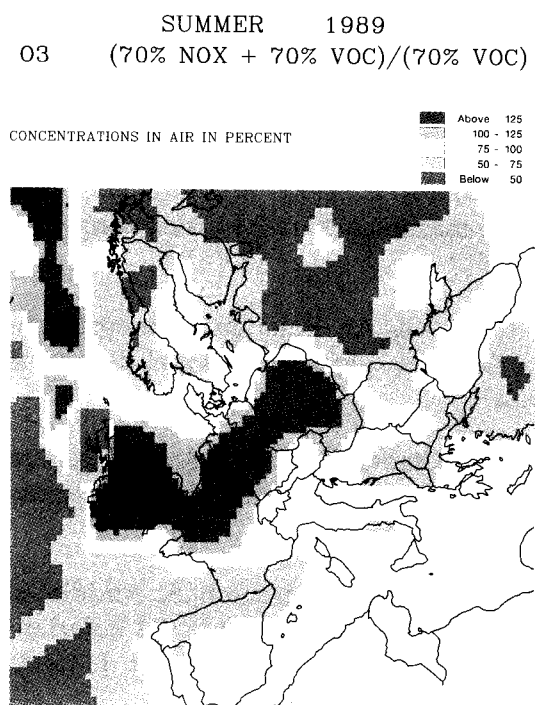 SUMMER 1989
O3 (70% NOX + 70% VOC)/(70% VOC)
CONCENTRATIONS IN AIR IN PERCENT
Above 125
100 - 125
75 - 100
50 - 75
Below 50